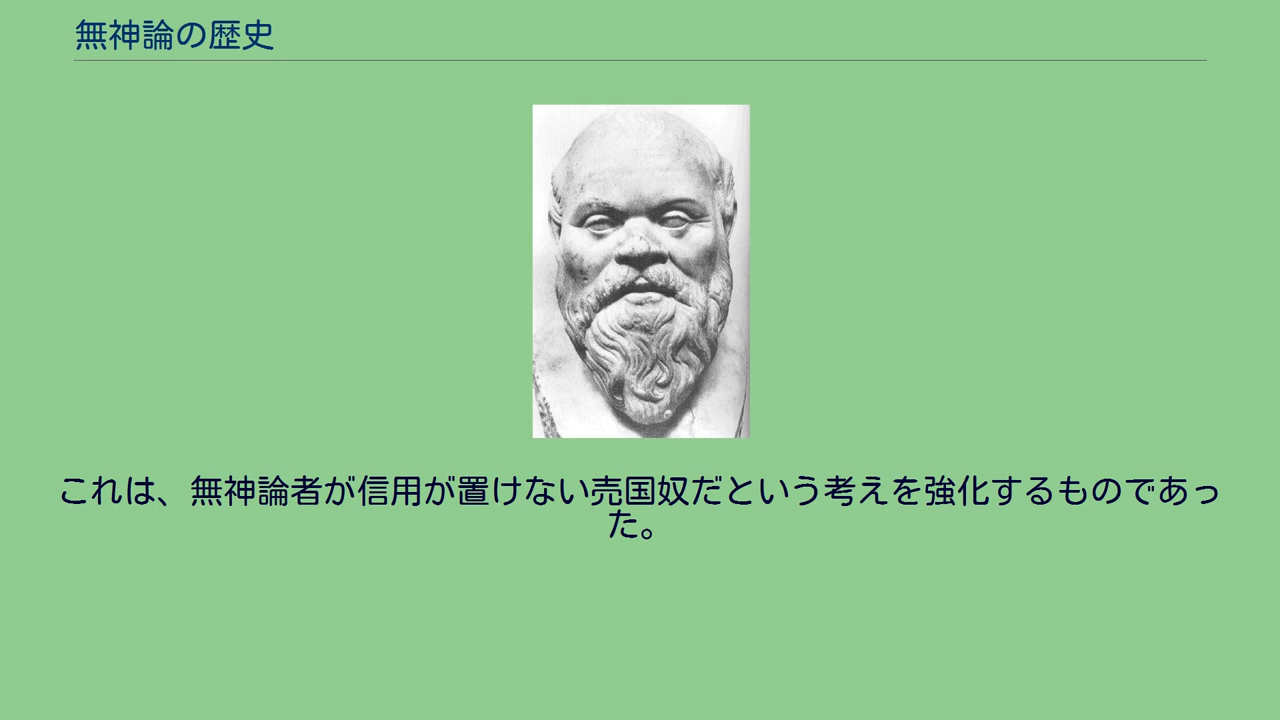 無神論の歴史
これは、無神論者が信用が置けない売国奴だという考えを強化するものであっ
た。